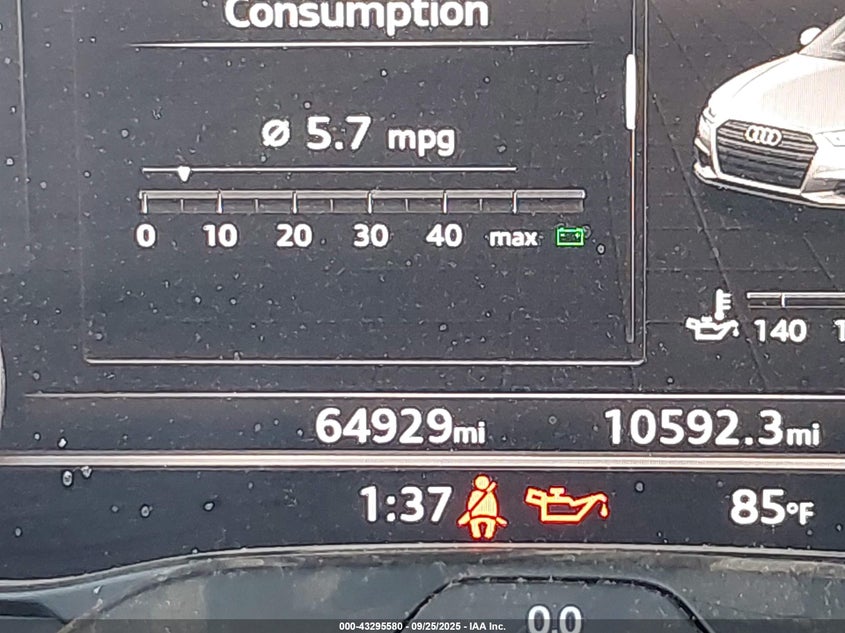 Consumption
Ø 5.7 mpg
0 10 20 30 40 max
140
64929mi 10592.3mi
1:37 85°F
0.0
000-43295580 - 09/25/2025 - IAA Inc.